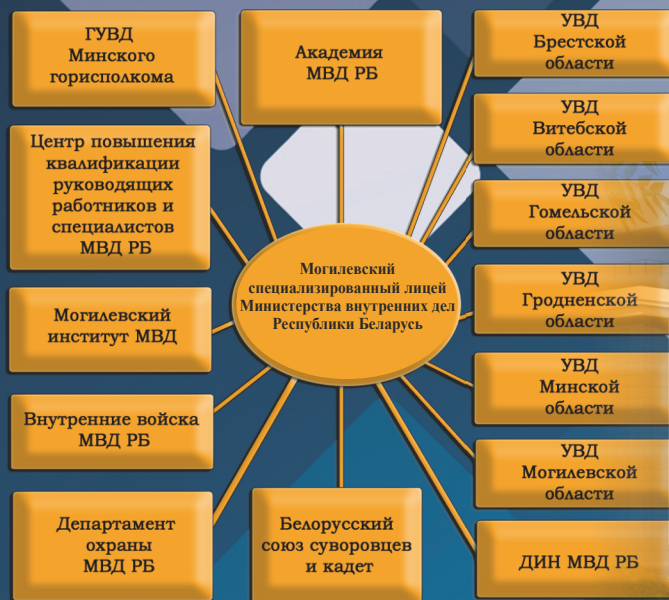 ГУВД
Минского
горисполкома
Академия
МВД РБ
УВД
Брестской
области
Центр повышения
квалификации
руководящих
работников и
специалистов
МВД РБ
УВД
Витебской
области
УВД
Гомельской
области
Могилевский
специализированный лицей
Министерства внутренних дел
Республики Беларусь
УВД
Гродненской
области
Могилевский
институт МВД
УВД
Минской
области
Внутренние войска
МВД РБ
УВД
Могилевской
области
Департамент
охраны
МВД РБ
Белорусский
союз суворовцев
и кадет
ДИН МВД РБ